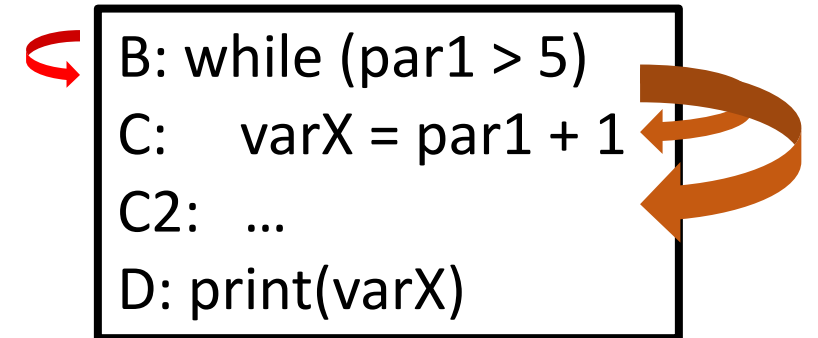 B: while (par1 > 5)
C: varX = par1 + 1
C2: ...
D: print(varX)